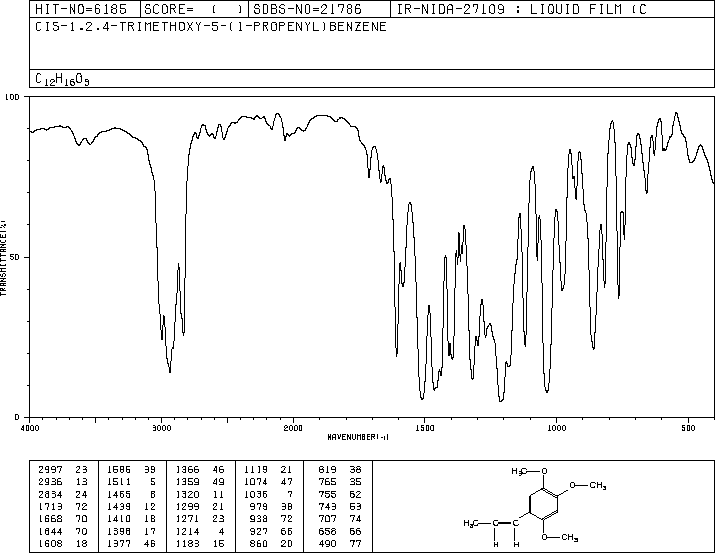 HIT-NO=6185 SCORE= ( ) SDBS-NO=21786 IR-NIDA-27109 : LIQUID FILM (C
CIS-1.2.4-TRIMETHOXY-5-(1-PROPENYL)BENZENE
C12H16O3
100
50
0
TRANSMITTANCE(%)
4000 3000 2000 1500 1000 500
WAVENUMBER(-1)
2997 23 1586 39 1366 46 1119 21 819 38
2936 13 1511 5 1359 49 1074 47 765 35
2834 24 1465 8 1320 11 1036 7 755 62
1713 72 1439 12 1299 21 979 38 743 53
1668 70 1410 18 1271 23 938 72 707 74
1644 70 1398 17 1214 4 927 66 658 66
1608 18 1377 46 1183 15 860 20 490 77
H3C O
O CH3
H3C C C
O CH3
H H